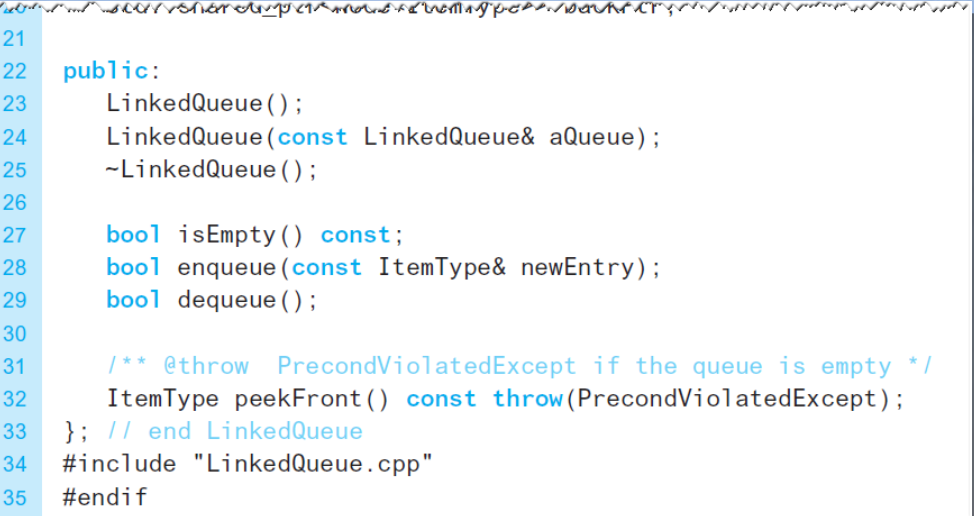 21
22 public:
23 LinkedQueue();
24 LinkedQueue(const LinkedQueue& aQueue);
25 ~LinkedQueue();
26
27 bool isEmpty() const;
28 bool enqueue(const ItemType& newEntry);
29 bool dequeue();
30
31 /** @throw PrecondViolatedExcept if the queue is empty */
32 ItemType peekFront() const throw(PrecondViolatedExcept);
33 }; // end LinkedQueue
34 #include "LinkedQueue.cpp"
35 #endif